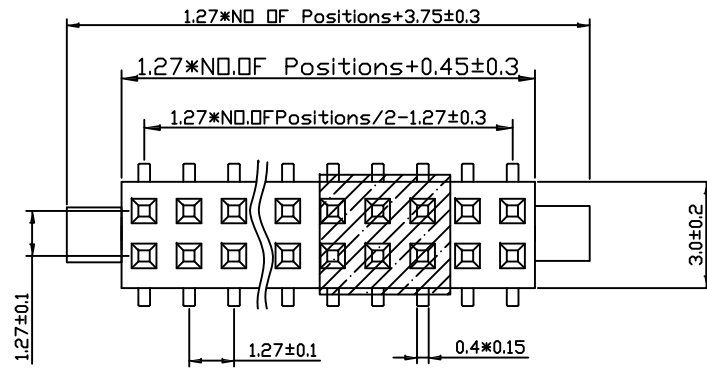 1.27*NO OF Positions+3.75±0.3
1.27*NO.OF Positions+0.45±0.3
1.27*NO.OFPositions/2-1.27±0.3
3.0±0.2
1.27±0.1
1.27±0.1
0.4*0.15